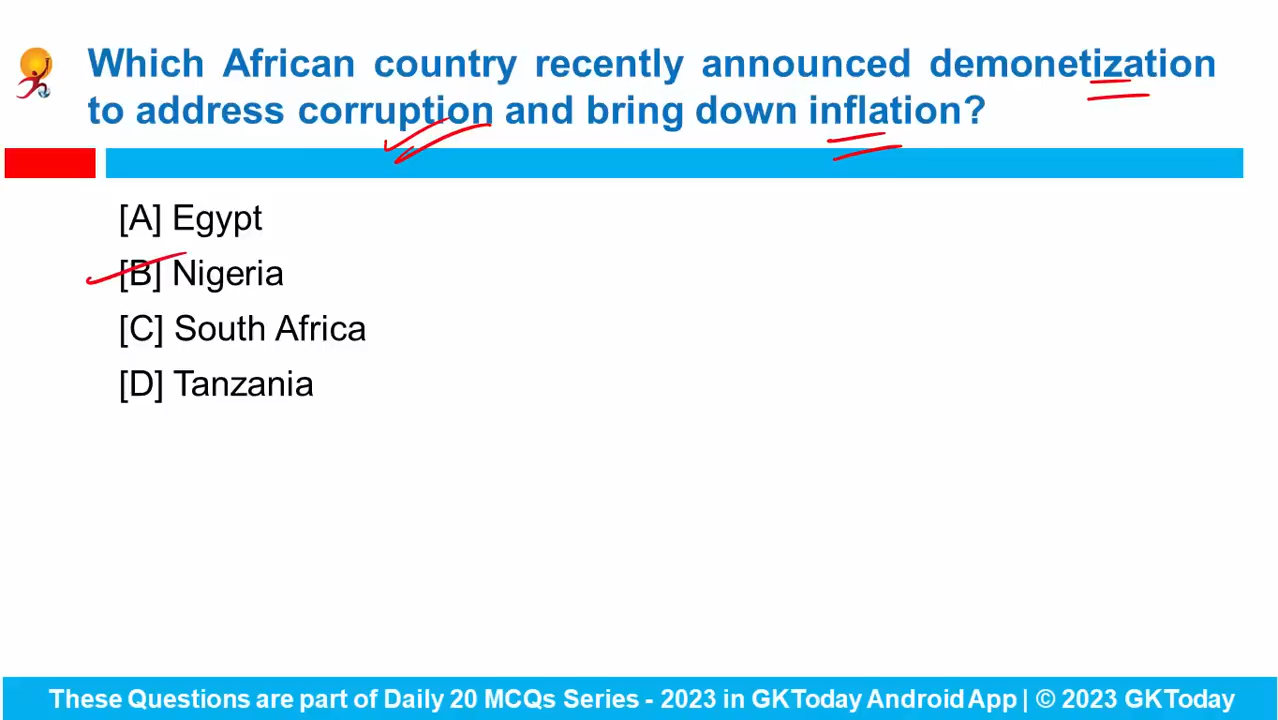 Which African country recently announced demonetization
to address corruption and bring down inflation?
[A] Egypt
[B] Nigeria
[C] South Africa
[D] Tanzania
These Questions are part of Daily 20 MCQs Series - 2023 in GKToday Android App | © 2023 GKToday